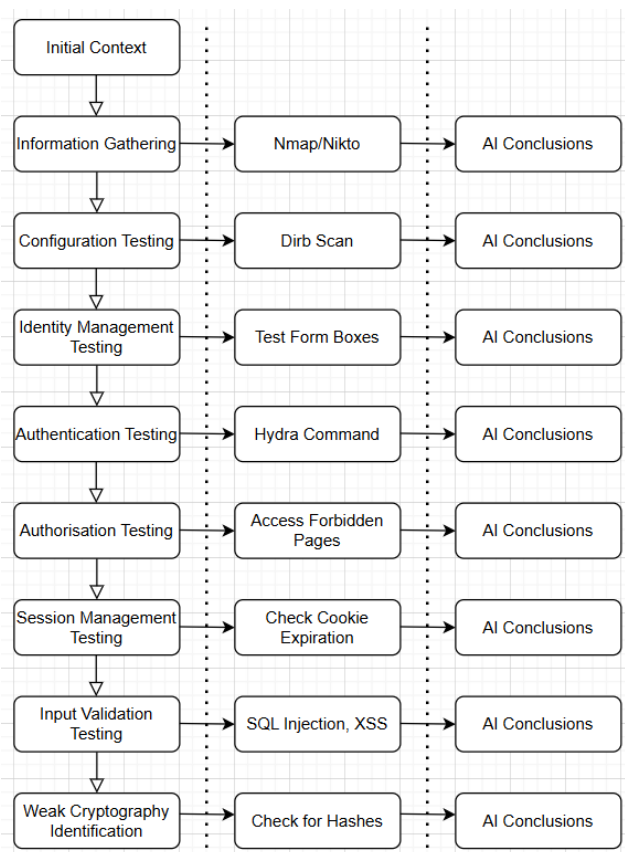 Initial Context
Information Gathering
Nmap/Nikto
AI Conclusions
Configuration Testing
Dirb Scan
AI Conclusions
Identity Management
Testing
Test Form Boxes
AI Conclusions
Authentication Testing
Hydra Command
AI Conclusions
Authorisation Testing
Access Forbidden
Pages
AI Conclusions
Session Management
Testing
Check Cookie
Expiration
AI Conclusions
Input Validation
Testing
SQL Injection, XSS
AI Conclusions
Weak Cryptography
Identification
Check for Hashes
AI Conclusions